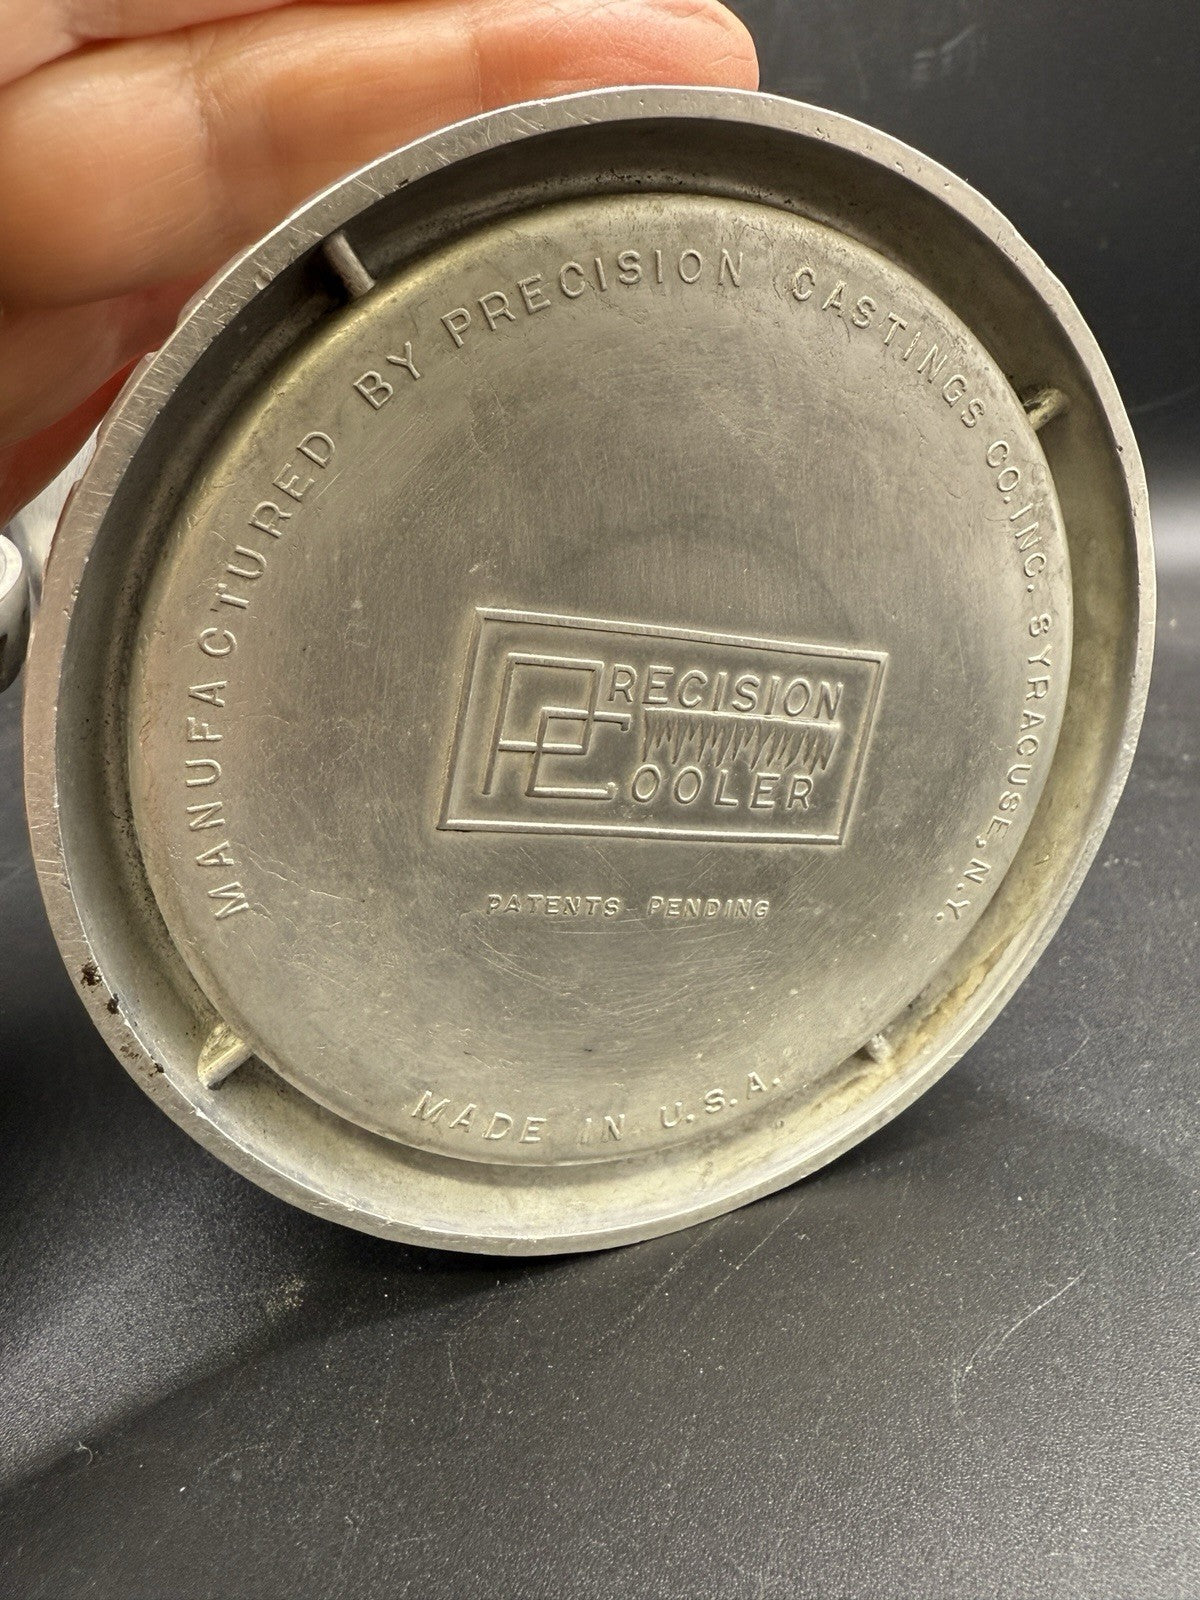 MANUFACTURED BY PRECISION CASTINGS CO. INC. SYRACUSE, N.Y.
PRECISION
COOLER
PATENTS PENDING
MADE IN U.S.A.